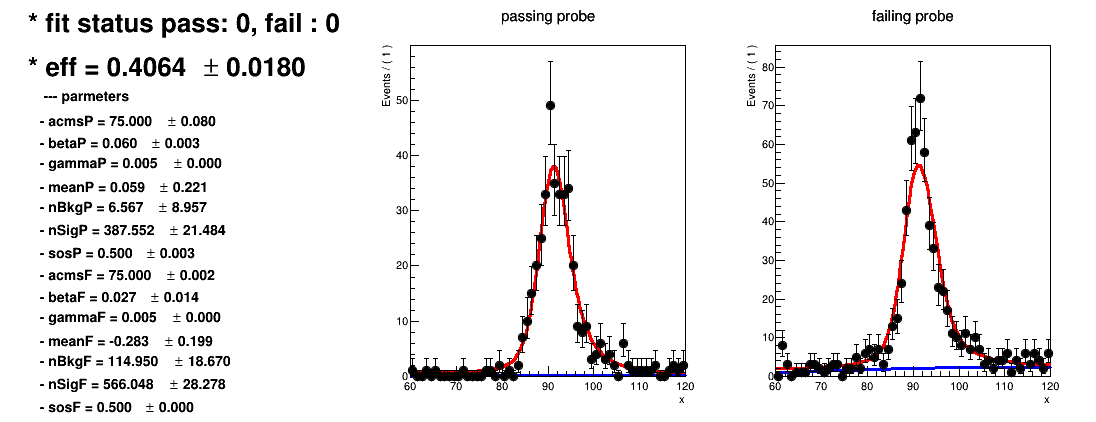 * fit status pass: 0, fail : 0
* eff = 0.4064 ± 0.0180
--- parmeters
- acmsP = 75.000 ± 0.080
- betaP = 0.060 ± 0.003
- gammaP = 0.005 ± 0.000
- meanP = 0.059 ± 0.221
- nBkgP = 6.567 ± 8.957
- nSigP = 387.552 ± 21.484
- sosP = 0.500 ± 0.003
- acmsF = 75.000 ± 0.002
- betaF = 0.027 ± 0.014
- gammaF = 0.005 ± 0.000
- meanF = -0.283 ± 0.199
- nBkgF = 114.950 ± 18.670
- nSigF = 566.048 ± 28.278
- sosF = 0.500 ± 0.000
passing probe
Events / ( 1 )
50
40
30
20
10
0
60 70 80 90 100 110 120
x
failing probe
Events / ( 1 )
80
70
60
50
40
30
20
10
0
60 70 80 90 100 110 120
x